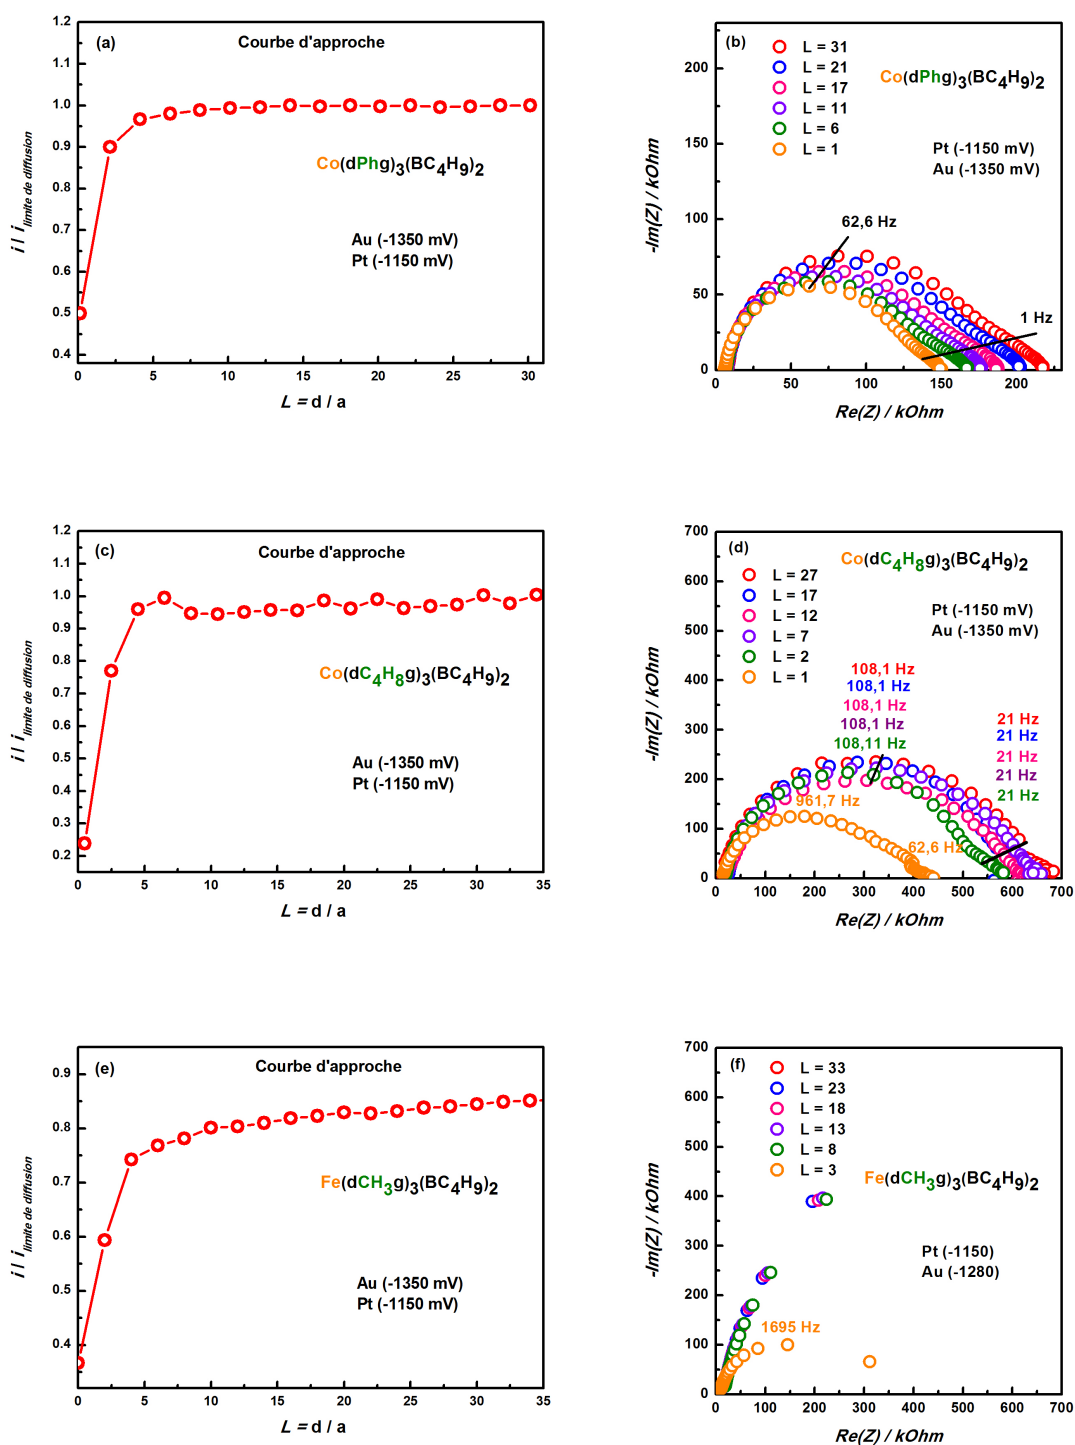 (a)
Courbe d'approche
Co(dPhg)3(BC4H9)2
Au (-1350 mV)
Pt (-1150 mV)
i / i limite de diffusion
1.2
1.1
1.0
0.9
0.8
0.7
0.6
0.5
0.4
0 5 10 15 20 25 30
L = d / a
(b)
L = 31
L = 21
L = 17
L = 11
L = 6
L = 1
Co(dPhg)3(BC4H9)2
Pt (-1150 mV)
Au (-1350 mV)
62,6 Hz
1 Hz
-Im(Z) / kOhm
200
150
100
50
0
0 50 100 150 200
Re(Z) / kOhm
(c)
Courbe d'approche
Co(dC4H8g)3(BC4H9)2
Au (-1350 mV)
Pt (-1150 mV)
i / i limite de diffusion
1.2
1.1
1.0
0.9
0.8
0.7
0.6
0.5
0.4
0.3
0.2
0 5 10 15 20 25 30 35
L = d / a
(d)
Co(dC4H8g)3(BC4H9)2
L = 27
L = 17
L = 12
L = 7
L = 2
L = 1
Pt (-1150 mV)
Au (-1350 mV)
108,1 Hz
108,1 Hz
108,1 Hz
108,1 Hz
108,11 Hz
21 Hz
21 Hz
21 Hz
21 Hz
21 Hz
961,7 Hz
62,6 Hz
-Im(Z) / kOhm
700
600
500
400
300
200
100
0
0 100 200 300 400 500 600 700
Re(Z) / kOhm
(e)
Courbe d'approche
Fe(dCH3g)3(BC4H9)2
Au (-1350 mV)
Pt (-1150 mV)
i / i limite de diffusion
0.9
0.8
0.7
0.6
0.5
0.4
0 5 10 15 20 25 30 35
L = d / a
(f)
L = 33
L = 23
L = 18
L = 13
L = 8
L = 3
Fe(dCH3g)3(BC4H9)2
Pt (-1150)
Au (-1280)
1695 Hz
-Im(Z) / kOhm
700
600
500
400
300
200
100
0
0 100 200 300 400 500 600 700
Re(Z) / kOhm